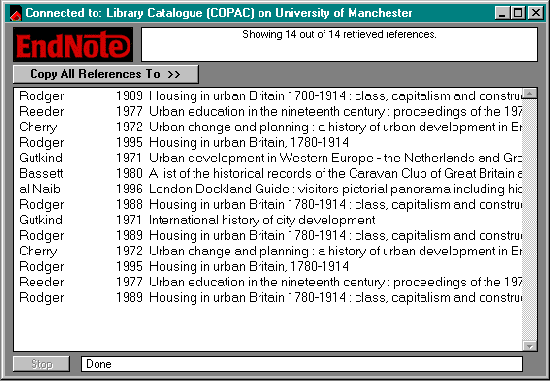 Connected to: Library Catalogue (COPAC) on University of Manchester
EndNote
Showing 14 out of 14 retrieved references.
Copy All References To >>
Rodger 1909 Housing in urban Britain 1700-1914 : class, capitalism and constru
Reeder 1977 Urban education in the nineteenth century : proceedings of the 197
Cherry 1972 Urban change and planning : a history of urban development in Er
Rodger 1995 Housing in urban Britain, 1780-1914
Gutkind 1971 Urban development in Western Europe - the Netherlands and Gre
Bassett 1980 A list of the historical records of the Caravan Club of Great Britain a
al Naib 1996 London Dockland Guide : visitors pictorial panorama including hic
Rodger 1988 Housing in urban Britain 1780-1914 : class, capitalism and constru
Gutkind 1971 International history of city development
Rodger 1989 Housing in urban Britain 1780-1914 : class, capitalism and constru
Cherry 1972 Urban change and planning : a history of urban development in Er
Rodger 1995 Housing in urban Britain, 1780-1914
Reeder 1977 Urban education in the nineteenth century : proceedings of the 197
Rodger 1989 Housing in urban Britain 1780-1914 : class, capitalism and constru
Stop Done